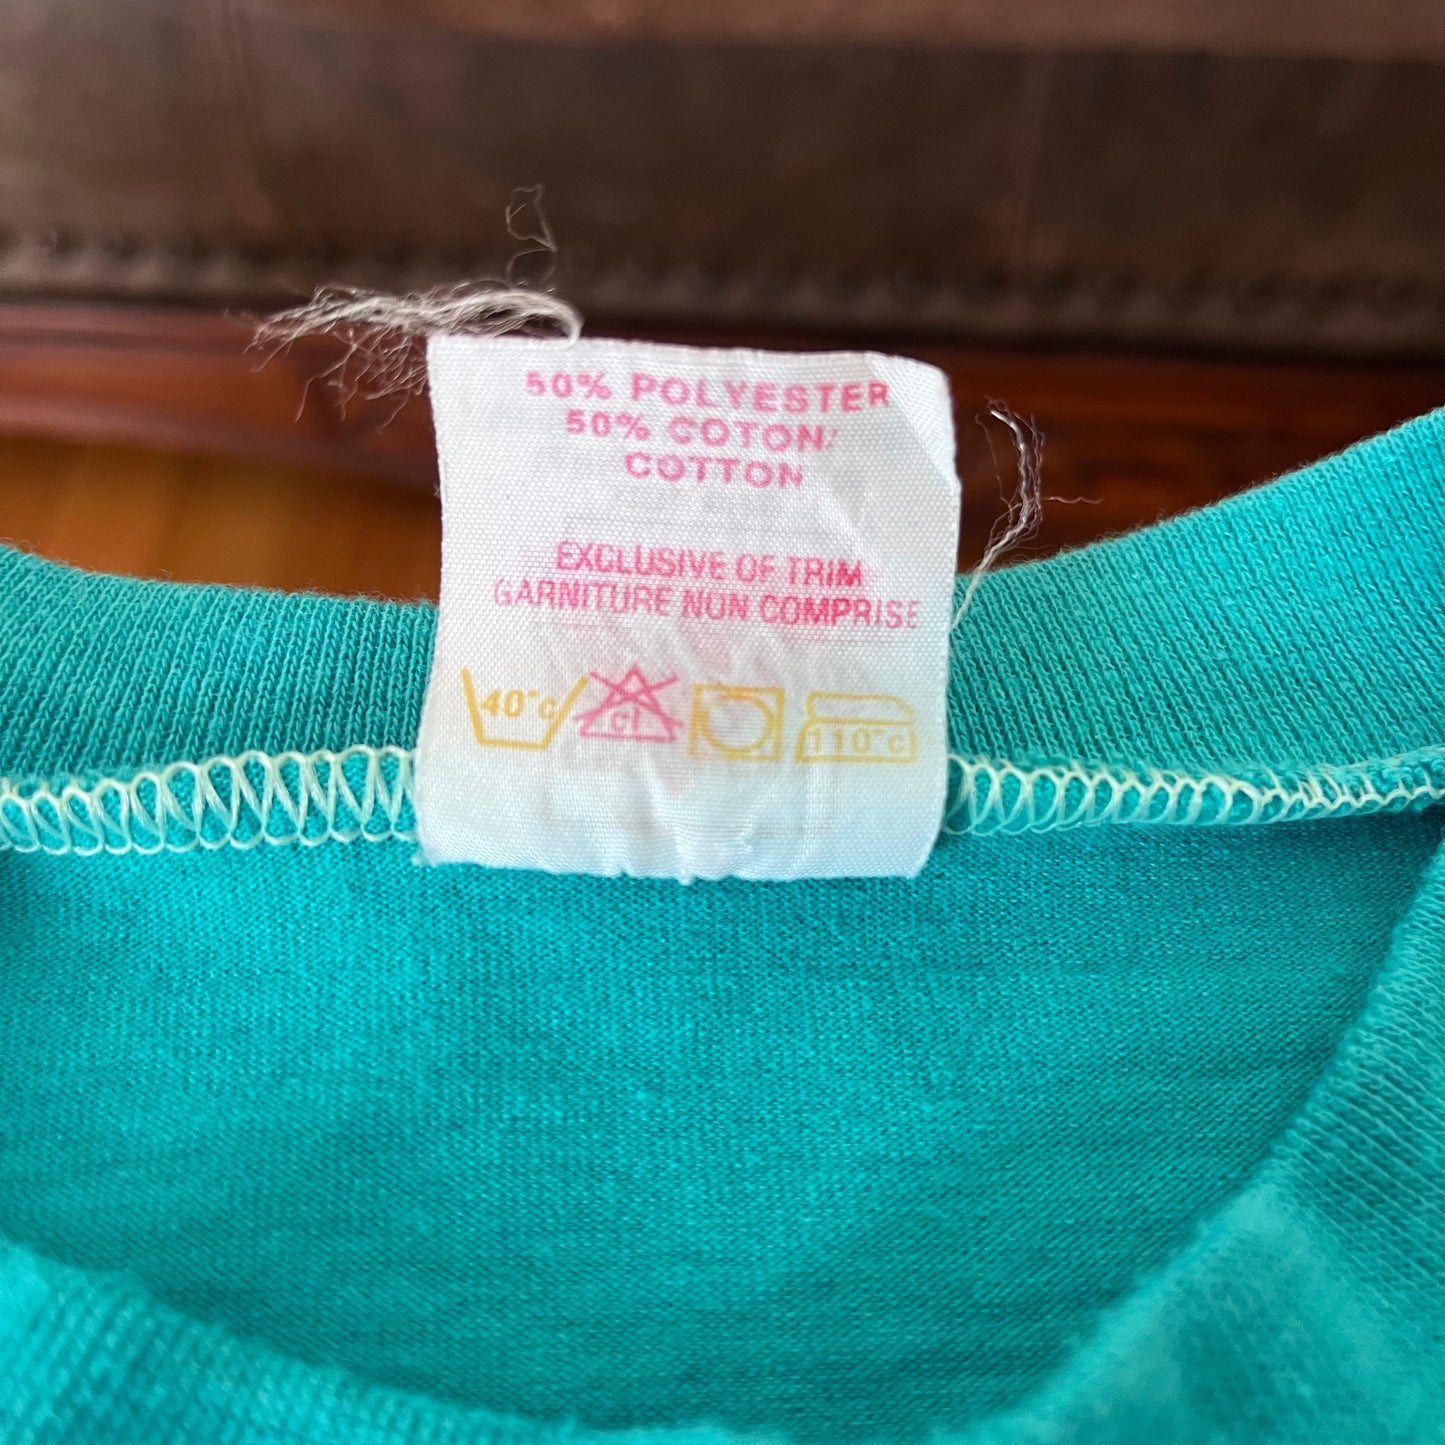 50% POLYESTER
50% COTON/
COTTON
EXCLUSIVE OF TRIM
GARNITURE NON COMPRISE
40°c cl 110°c